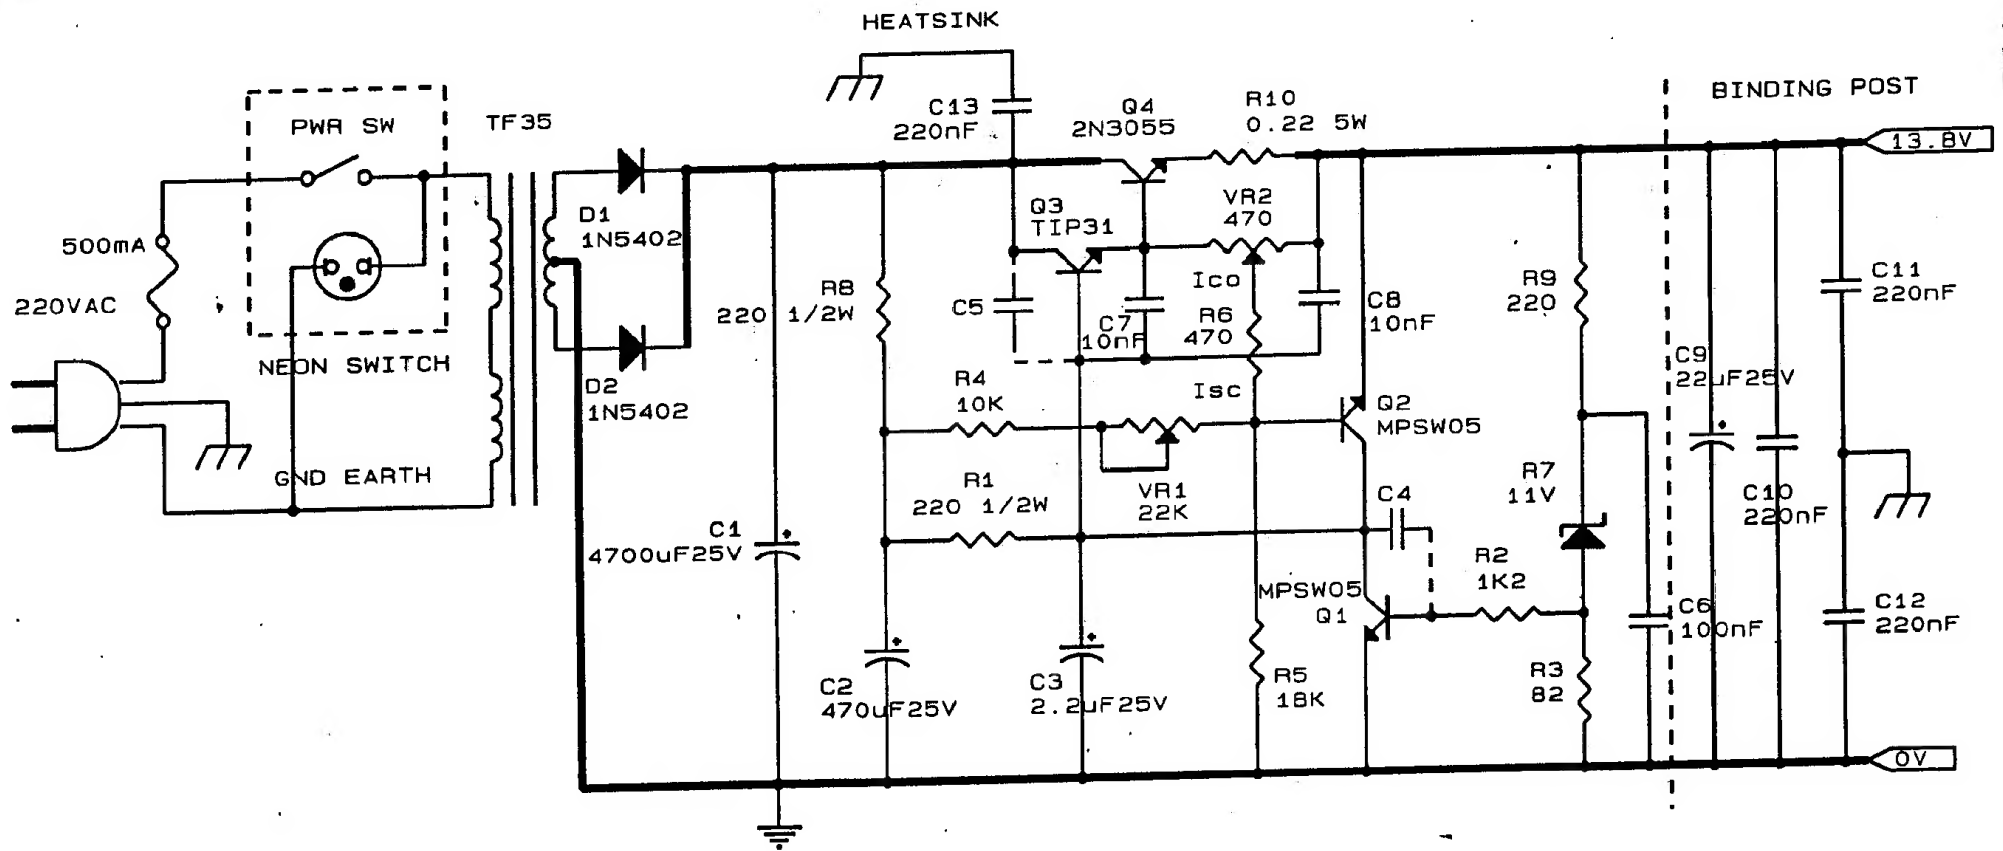 HEATSINK
BINDING POST
PWR SW
TF35
C13
220nF
Q4
2N3055
R10
0.22 5W
13.8V
500mA
220VAC
D1
1N5402
Q3
TIP31
VR2
470
R8
220 1/2W
C5
C7
10nF
Ico
R6
470
C8
10nF
R9
220
C11
220nF
NEON SWITCH
D2
1N5402
R4
10K
Isc
Q2
MPSW05
C9
22uF25V
GND EARTH
R1
220 1/2W
VR1
22K
C4
R7
11V
C10
220nF
C1
4700uF25V
R2
1K2
MPSW05
Q1
C6
100nF
C12
220nF
C2
470uF25V
C3
2.2uF25V
R5
18K
R3
82
0V